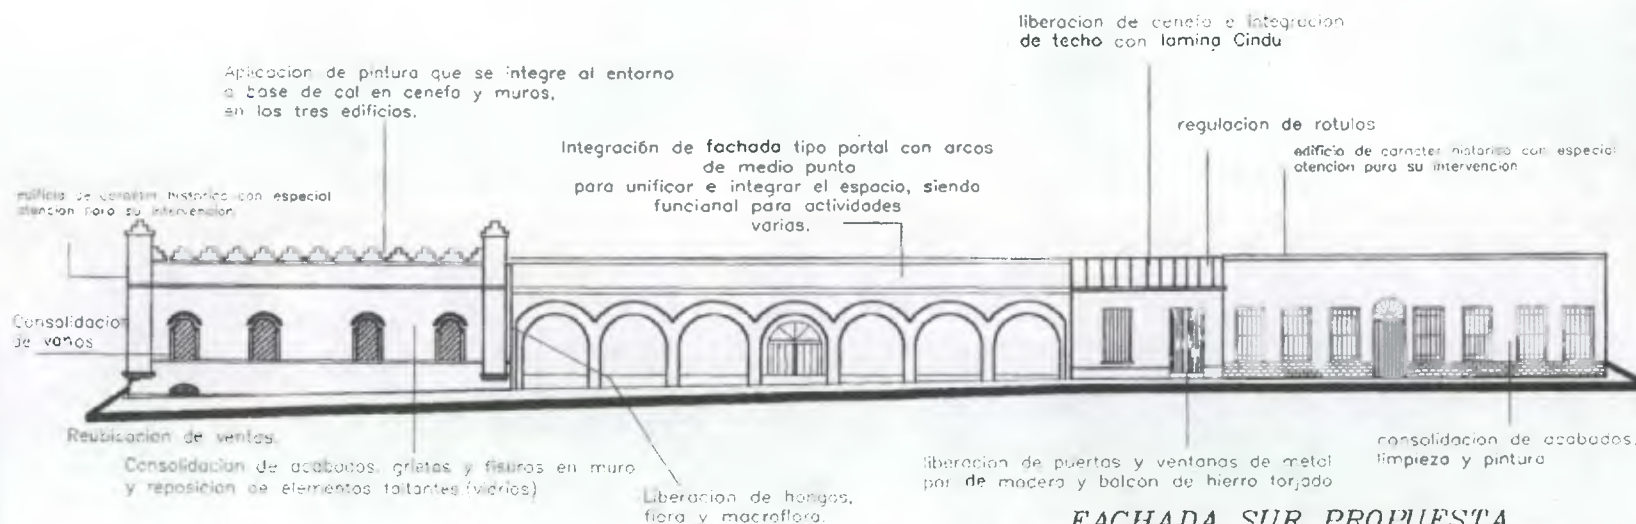 liberacion de cenefa e integracion
de techo con lamina Cindu
Aplicacion de pintura que se integre al entorno
a base de cal en cenefa y muros,
en los tres edificios.
regulacion de rotulos
edificio de caracter historico con especial
atencion para su intervencion
Integración de fachada tipo portal con arcos
de medio punto
para unificar e integrar el espacio, siendo
funcional para actividades
varias.
edificio de caracter historico con especial
atencion para su intervencion
Consolidacion
de vanos
Reubicacion de ventas.
Consolidacion de acabados, grietas y fisuras en muro
y reposicion de elementos faltantes (vidrios)
Liberacion de hongos,
flora y macroflora.
liberacion de puertas y ventanas de metal
por de madera y balcon de hierro forjado
consolidacion de acabados,
limpieza y pintura
FACHADA SUR PROPUESTA